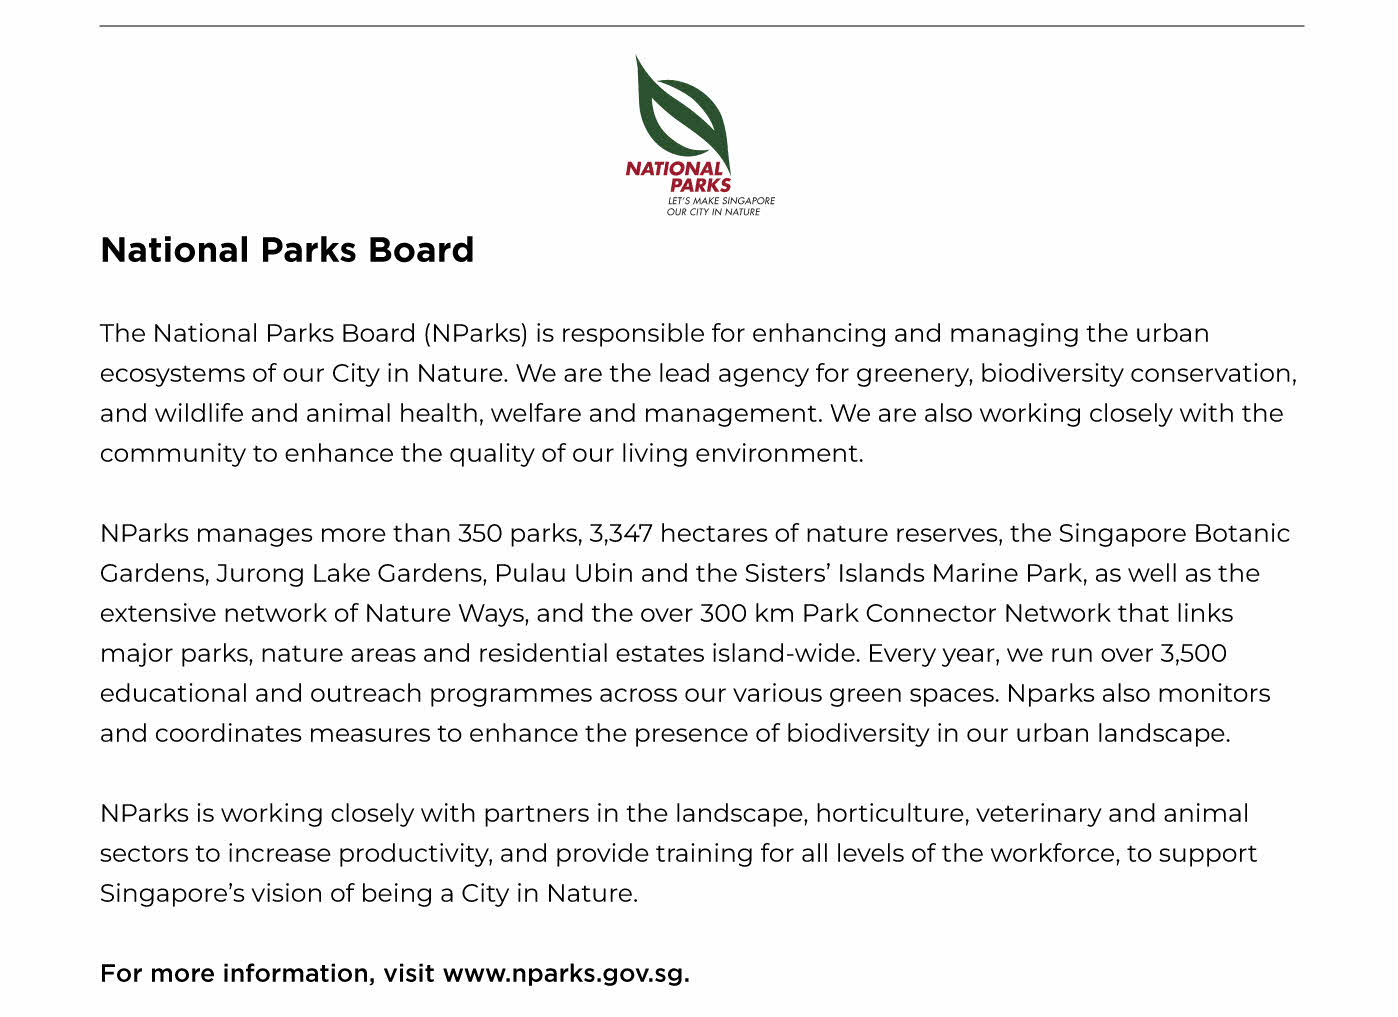 NATIONAL
PARKS
LET'S MAKE SINGAPORE
OUR CITY IN NATURE
National Parks Board
The National Parks Board (NParks) is responsible for enhancing and managing the urban
ecosystems of our City in Nature. We are the lead agency for greenery, biodiversity conservation,
and wildlife and animal health, welfare and management. We are also working closely with the
community to enhance the quality of our living environment.
NParks manages more than 350 parks, 3,347 hectares of nature reserves, the Singapore Botanic
Gardens, Jurong Lake Gardens, Pulau Ubin and the Sisters’ Islands Marine Park, as well as the
extensive network of Nature Ways, and the over 300 km Park Connector Network that links
major parks, nature areas and residential estates island-wide. Every year, we run over 3,500
educational and outreach programmes across our various green spaces. Nparks also monitors
and coordinates measures to enhance the presence of biodiversity in our urban landscape.
NParks is working closely with partners in the landscape, horticulture, veterinary and animal
sectors to increase productivity, and provide training for all levels of the workforce, to support
Singapore’s vision of being a City in Nature.
For more information, visit www.nparks.gov.sg.